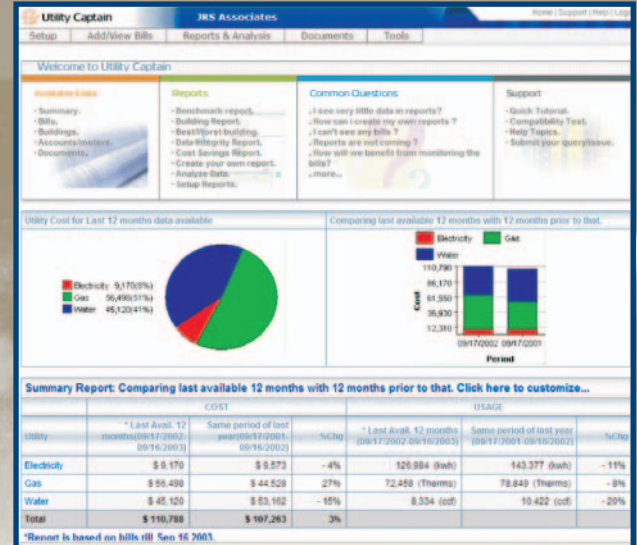 Utility Captain
JRS Associates
Home | Support | Help | Log
Setup Add/View Bills Reports & Analysis Documents Tools
Welcome to Utility Captain
Reports
- Benchmark report.
- Building Report.
- Best/Worst building.
- Data Integrity Report.
- Cost Savings Report.
- Create your own report.
- Analyze Data.
- Setup Reports.
- Summary.
- Bills.
- Buildings.
- Accounts/meters.
- Documents.
Common Questions
. I see very little data in reports?
. How can i create my own reports ?
. I can't see any bills ?
. Reports are not coming ?
. How will we benefit from monitoring the
bills?
. more...
Support
- Quick Tutorial.
- Compatibility Test.
- Help Topics.
- Submit your query/issue.
Utility Cost for Last 12 months data available
Electricity 9,170(8%)
Gas 56,498(51%)
Water 45,120(41%)
Comparing last available 12 months with 12 months prior to that.
Electricity Gas
Water
110,790
86,170
61,550
36,930
12,310
Cost
09/17/2002 09/17/2001
Period
Summary Report: Comparing last available 12 months with 12 months prior to that. Click here to customize...
COST USAGE
Utility
* Last Avail. 12
months(09/17/2002-
09/16/2003)
Same period of last
year(09/17/2001-
09/16/2002)
%Chg
* Last Avail. 12 months
(09/17/2002-09/16/2003)
Same period of last year
(09/17/2001-09/16/2002)
%Chg
Electricity $ 9,170 $ 9,573 - 4% 126,984 (kwh) 143,377 (kwh) - 11%
Gas $ 56,498 $ 44,528 27% 72,458 (Therms) 78,849 (Therms) - 8%
Water $ 45,120 $ 53,162 - 15% 8,334 (ccf) 10,422 (ccf) - 20%
Total $ 110,788 $ 107,263 3%
*Report is based on bills till Sep 16 2003.